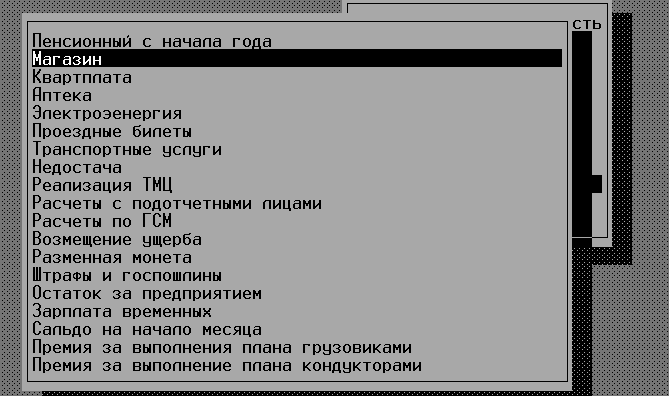 сть
Пенсионный с начала года
Магазин
Квартплата
Аптека
Электроэнергия
Проездные билеты
Транспортные услуги
Недостача
Реализация ТМЦ
Расчеты с подотчетными лицами
Расчеты по ГСМ
Возмещение ущерба
Разменная монета
Штрафы и госпошлины
Остаток за предприятием
Зарплата временных
Сальдо на начало месяца
Премия за выполнения плана грузовиками
Премия за выполнение плана кондукторами